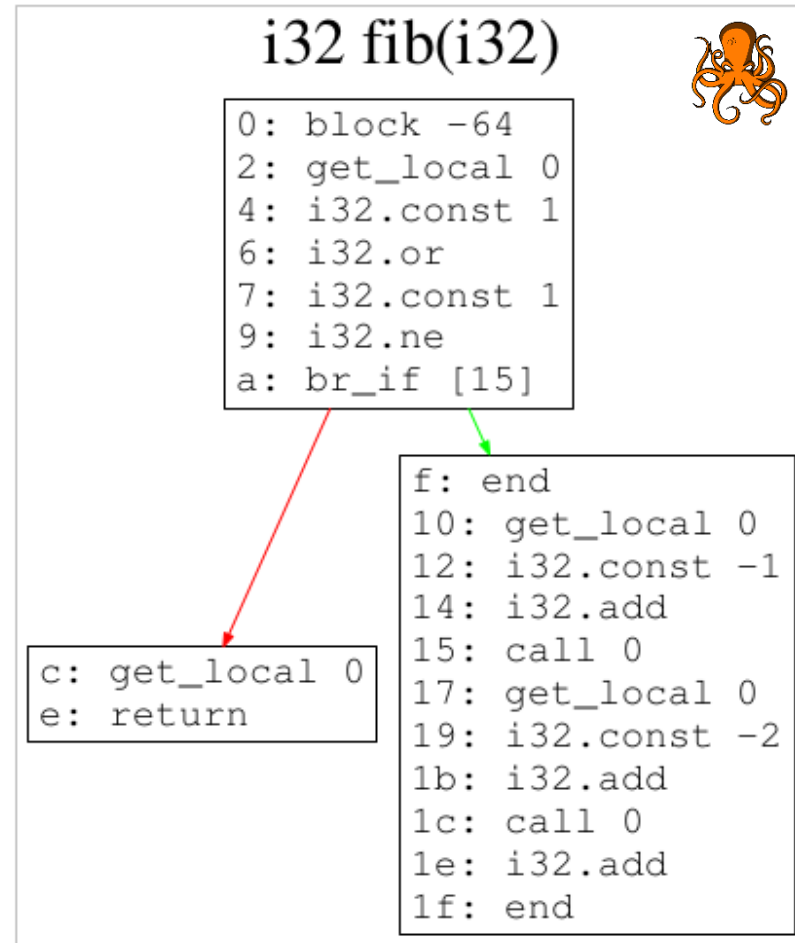 i32 fib(i32)
0: block -64
2: get_local 0
4: i32.const 1
6: i32.or
7: i32.const 1
9: i32.ne
a: br_if [15]
c: get_local 0
e: return
f: end
10: get_local 0
12: i32.const -1
14: i32.add
15: call 0
17: get_local 0
19: i32.const -2
1b: i32.add
1c: call 0
1e: i32.add
1f: end